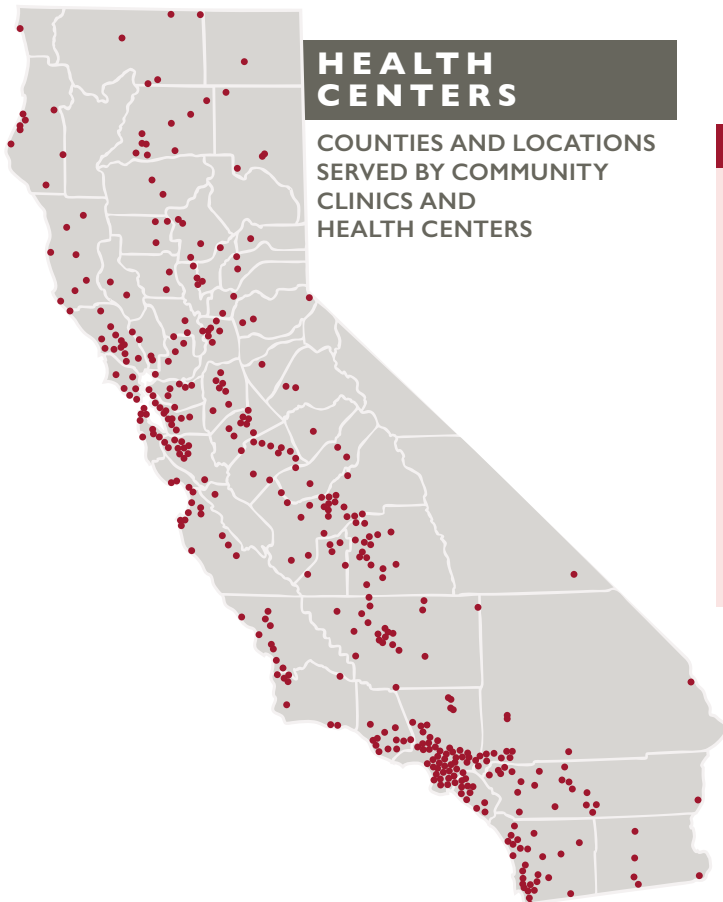 HEALTH
CENTERS
COUNTIES AND LOCATIONS
SERVED BY COMMUNITY
CLINICS AND
HEALTH CENTERS